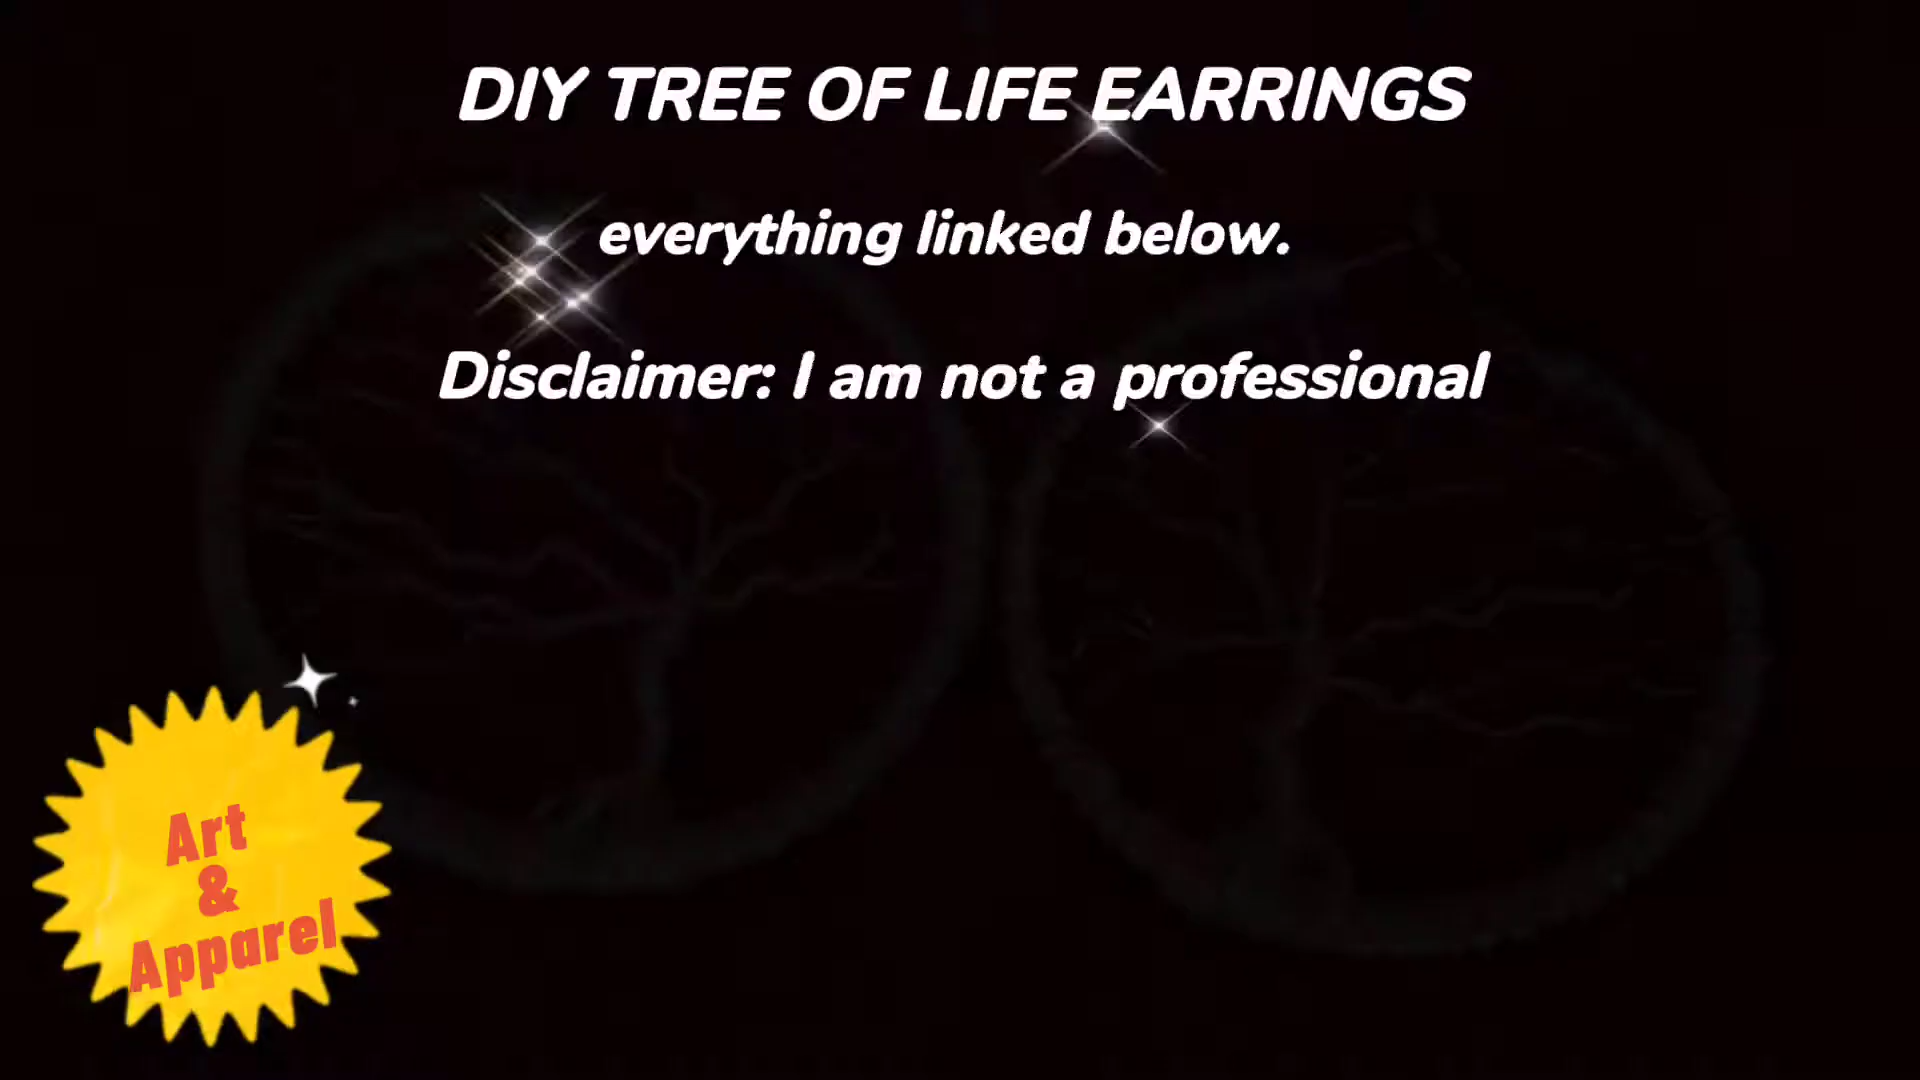 DIY TREE OF LIFE EARRINGS
everything linked below.
Disclaimer: I am not a professional
Art
&
Apparel